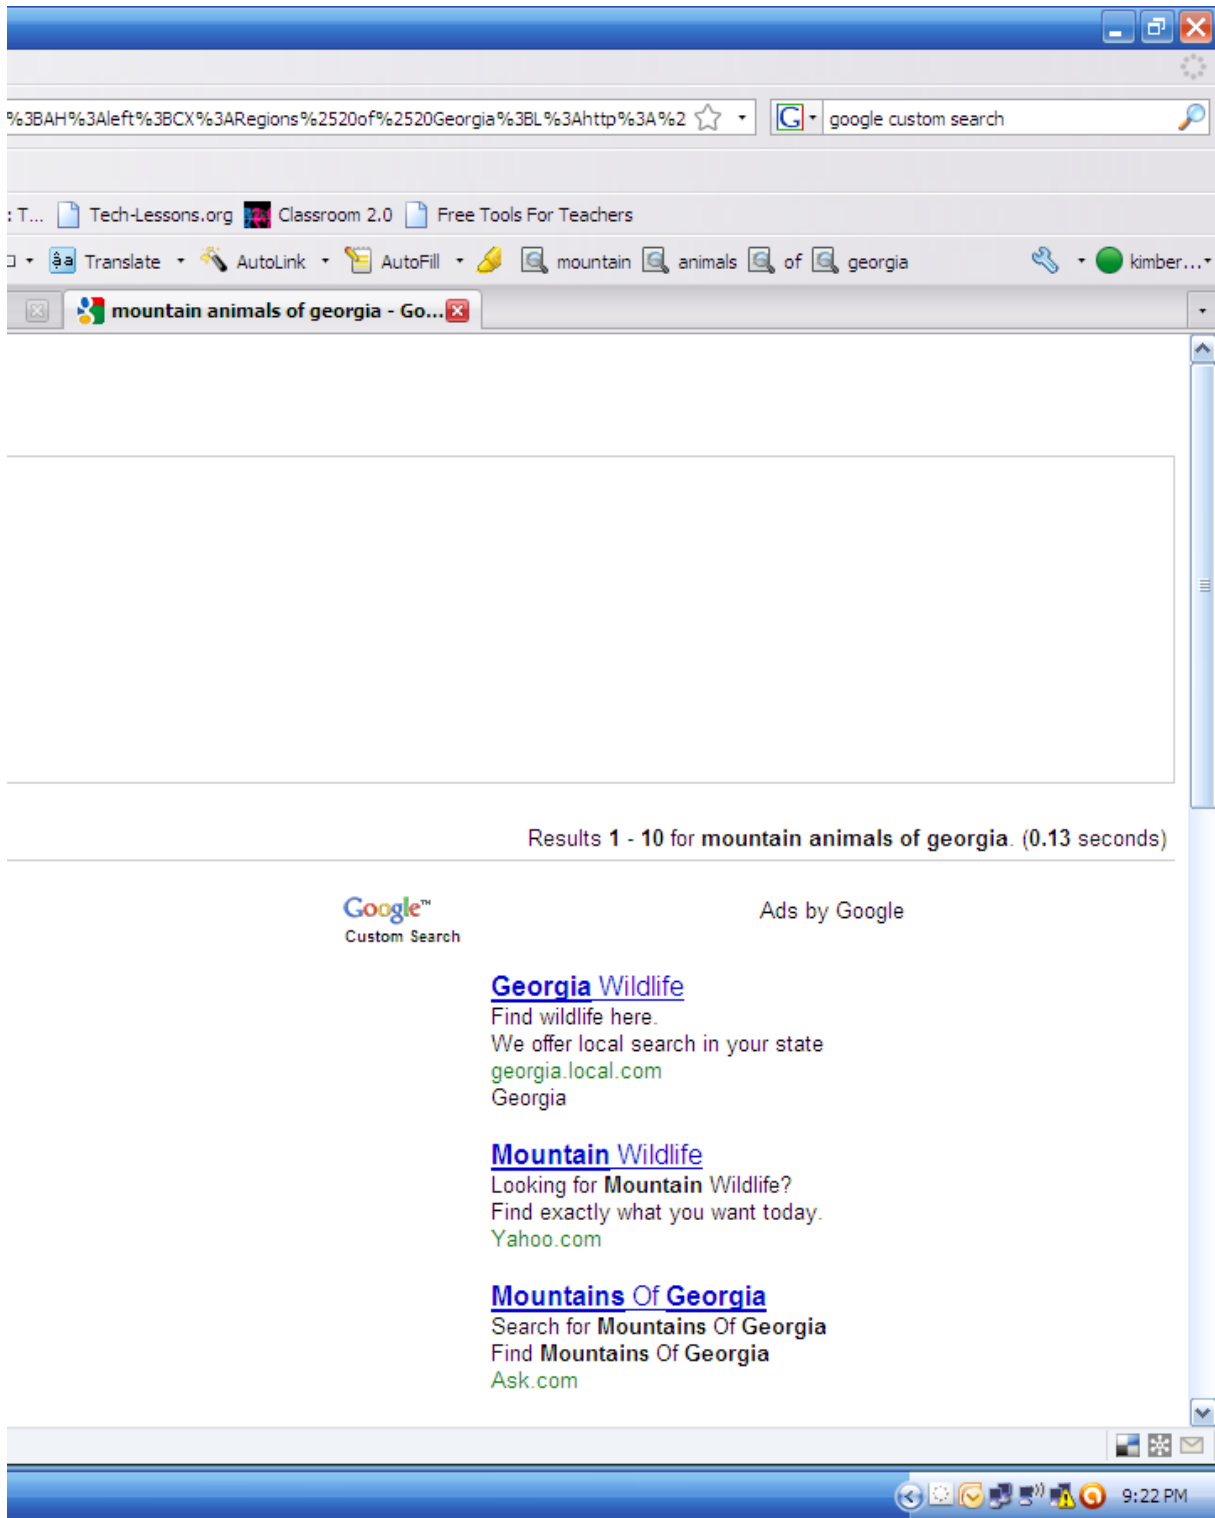 %3BAH%3Aleft%3BCX%3ARegions%2520of%2520Georgia%3BL%3Ahttp%3A%2
G google custom search
: T... Tech-Lessons.org Classroom 2.0 Free Tools For Teachers
Translate AutoLink AutoFill mountain animals of georgia kimber...
mountain animals of georgia - Go...
Results 1 - 10 for mountain animals of georgia. (0.13 seconds)
Google™
Custom Search
Ads by Google
Georgia Wildlife
Find wildlife here.
We offer local search in your state
georgia.local.com
Georgia
Mountain Wildlife
Looking for Mountain Wildlife?
Find exactly what you want today.
Yahoo.com
Mountains Of Georgia
Search for Mountains Of Georgia
Find Mountains Of Georgia
Ask.com
9:22 PM